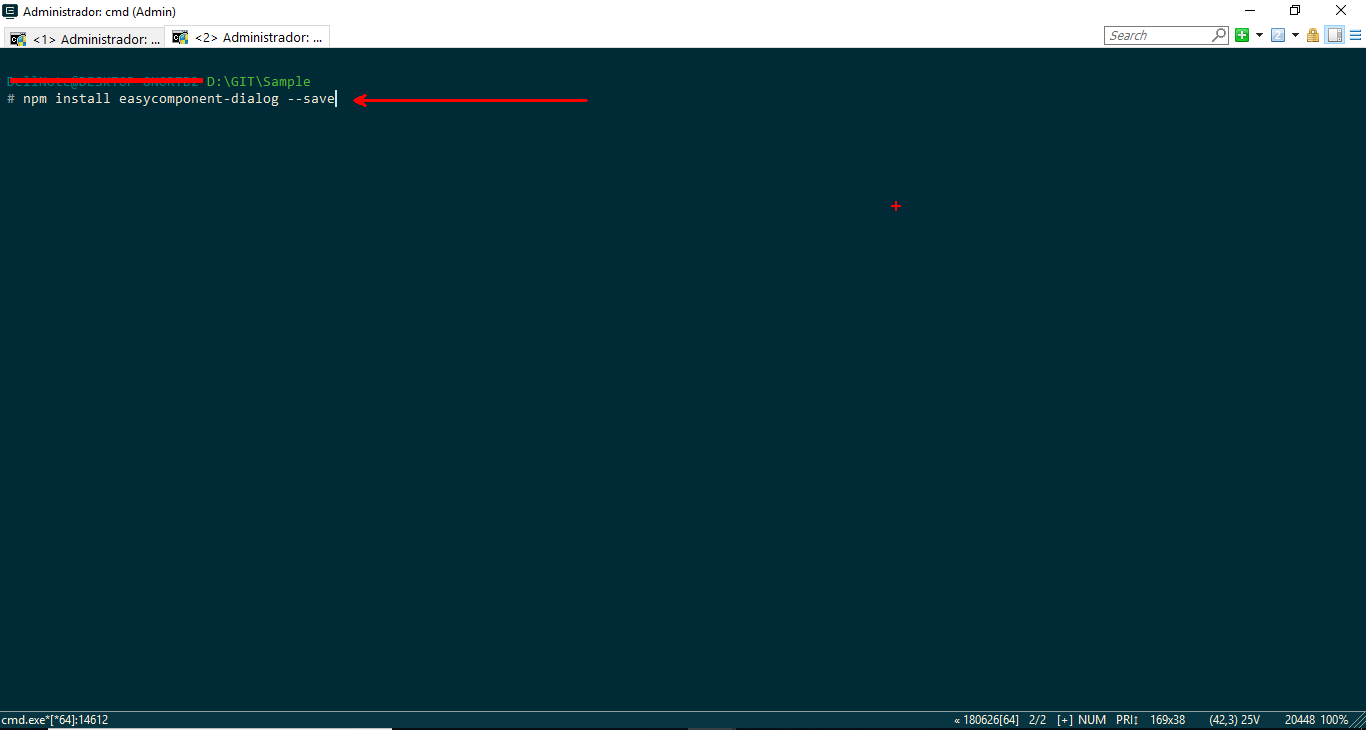 Administrador: cmd (Admin)
<1> Administrador: ...
<2> Administrador: ...
Search
D:\GIT\Sample
# npm install easycomponent-dialog --save
cmd.exe*[*64]:14612
« 180626[64] 2/2 [+] NUM PRI↕ 169x38 (42,3) 25V 20448 100%